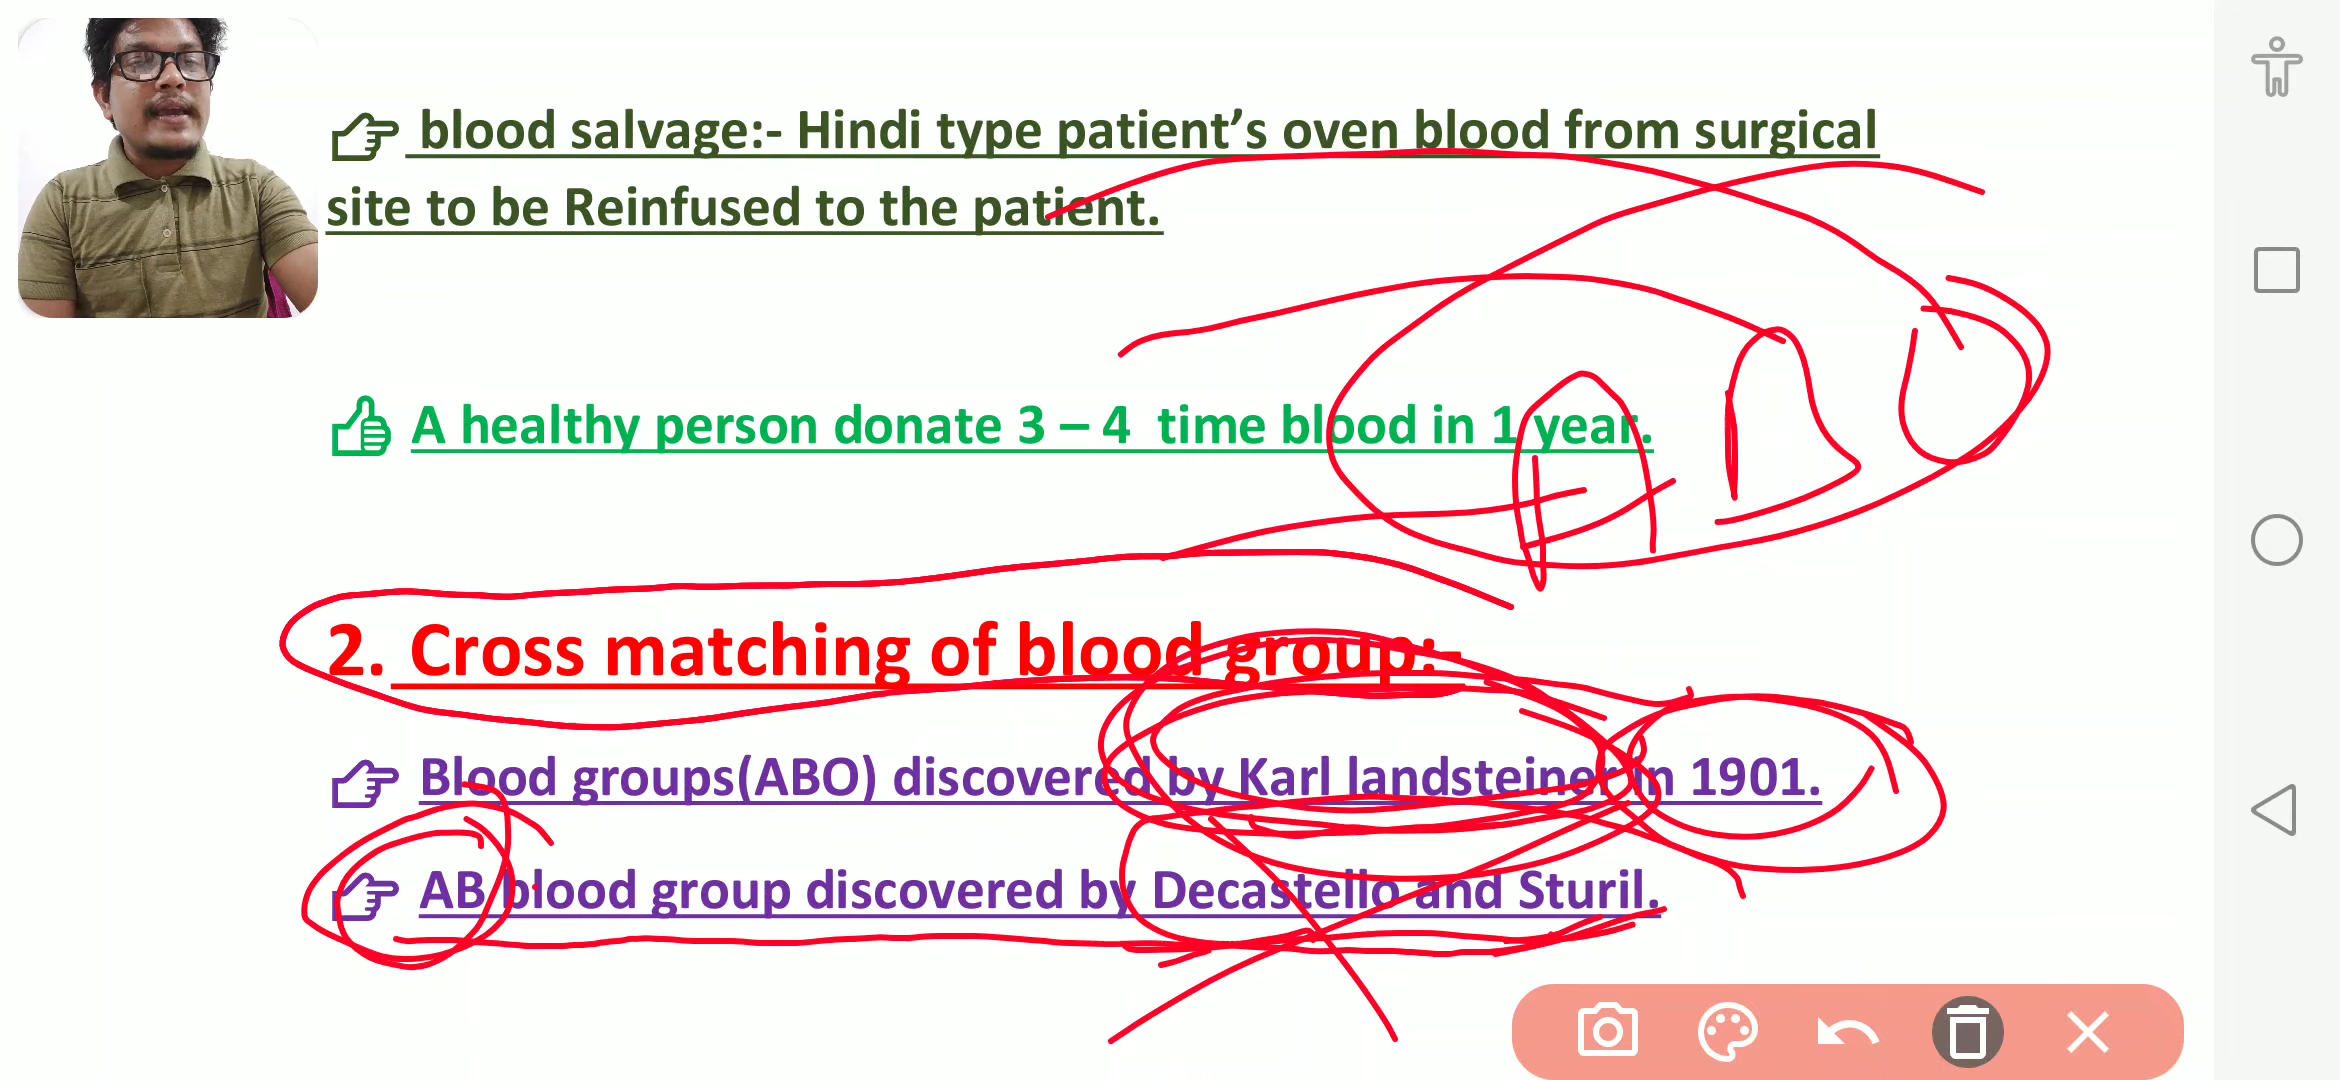 blood salvage:- Hindi type patient’s oven blood from surgical
site to be Reinfused to the patient.
A healthy person donate 3 – 4 time blood in 1 year.
2. Cross matching of blood group:-
Blood groups(ABO) discovered by Karl landsteiner in 1901.
AB blood group discovered by Decastello and Sturil.